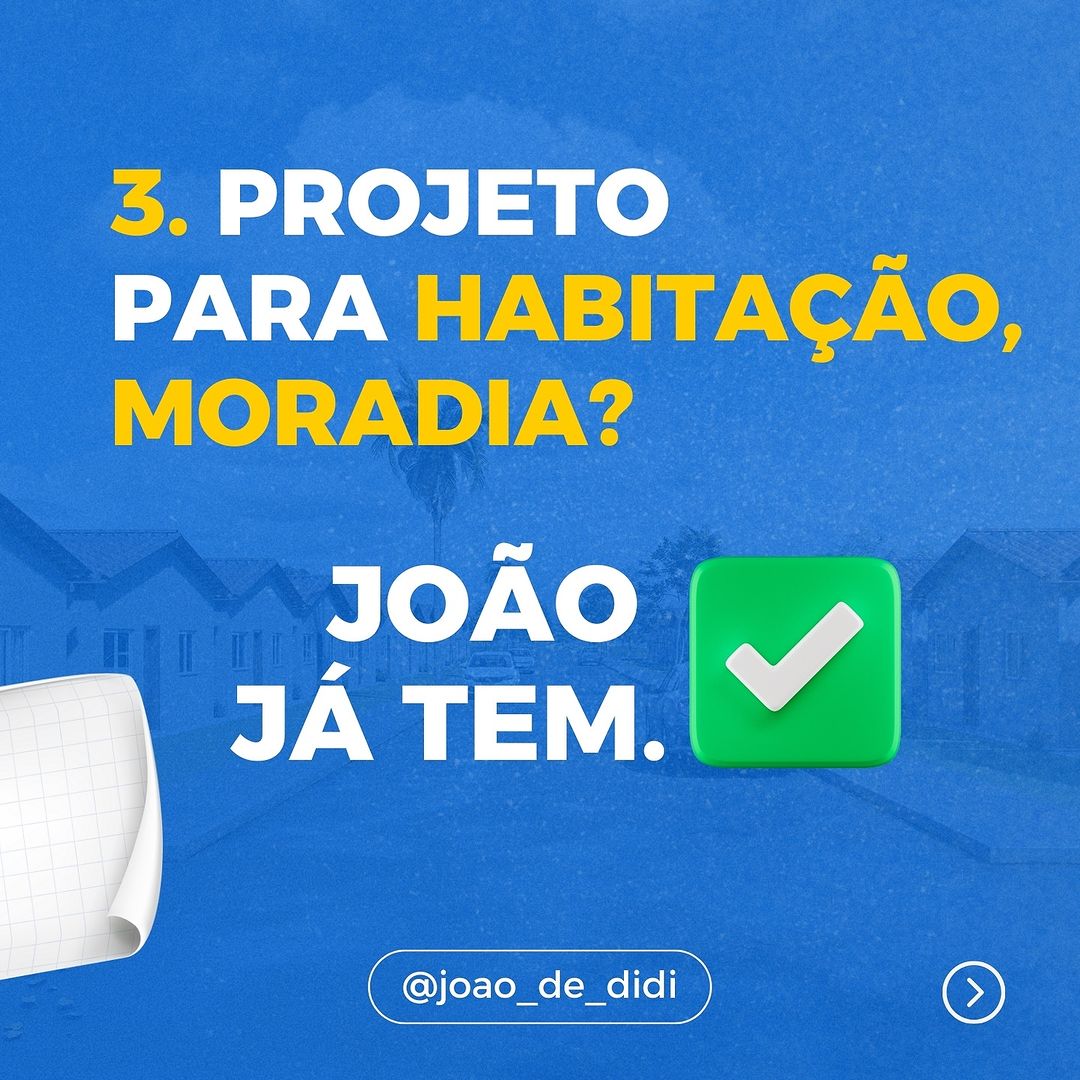 3. PROJETO
PARA HABITAÇÃO,
MORADIA?
JOÃO
JÁ TEM.
@joao_de_didi